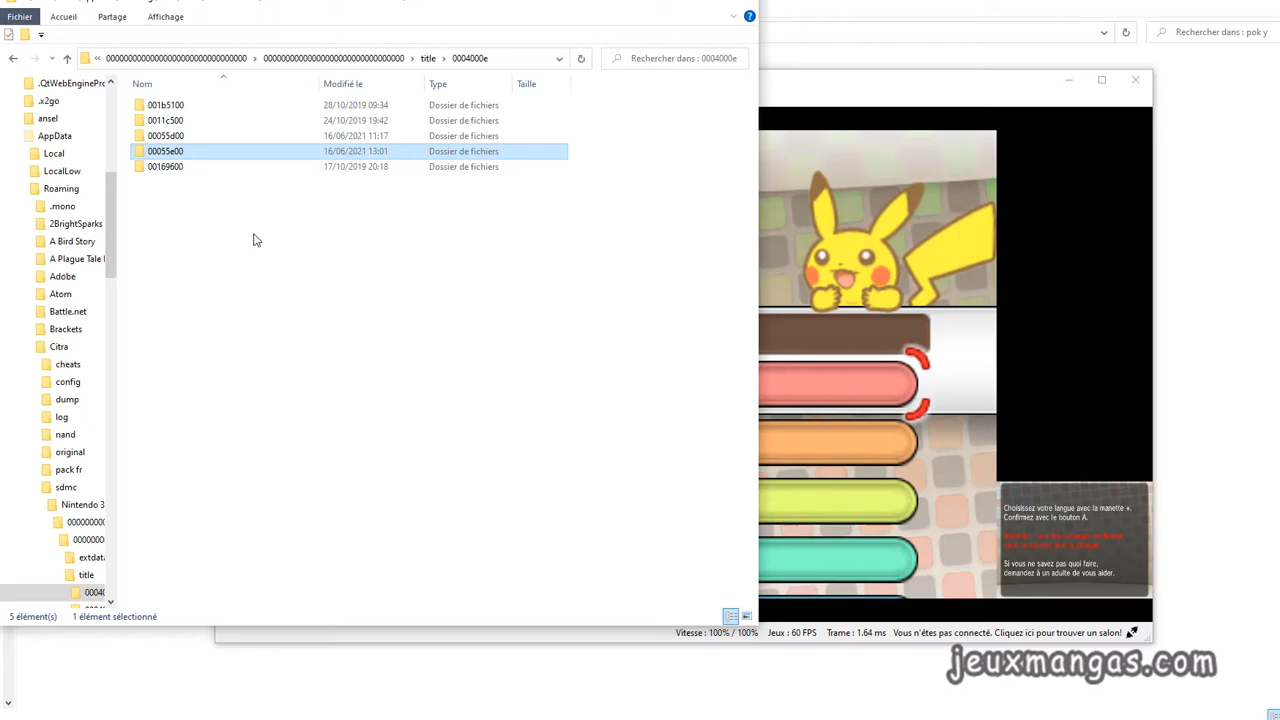 Fichier Accueil Partage Affichage
00000000000000000000000000000000 › 00000000000000000000000000000000 › title › 0004000e
Rechercher dans : 0004000e
Rechercher dans : pok y
Nom Modifié le Type Taille
001b5100 28/10/2019 09:34 Dossier de fichiers
0011c500 24/10/2019 19:42 Dossier de fichiers
00055d00 16/06/2021 11:17 Dossier de fichiers
00055e00 16/06/2021 13:01 Dossier de fichiers
00169600 17/10/2019 20:18 Dossier de fichiers
.QtWebEnginePro
.x2go
ansel
AppData
Local
LocalLow
Roaming
.mono
2BrightSparks
A Bird Story
A Plague Tale
Adobe
Atom
Battle.net
Brackets
Citra
cheats
config
dump
log
nand
original
pack fr
sdmc
Nintendo 3
00000000
0000000
extdata
title
00040
5 élément(s) 1 élément sélectionné
Choisissez votre langue avec la manette +.
Confirmez avec le bouton A.
Si vous ne savez pas quoi faire,
demandez à un adulte de vous aider.
Vitesse : 100% / 100% Jeux : 60 FPS Trame : 1.64 ms Vous n'êtes pas connecté. Cliquez ici pour trouver un salon!
jeuxmangas.com